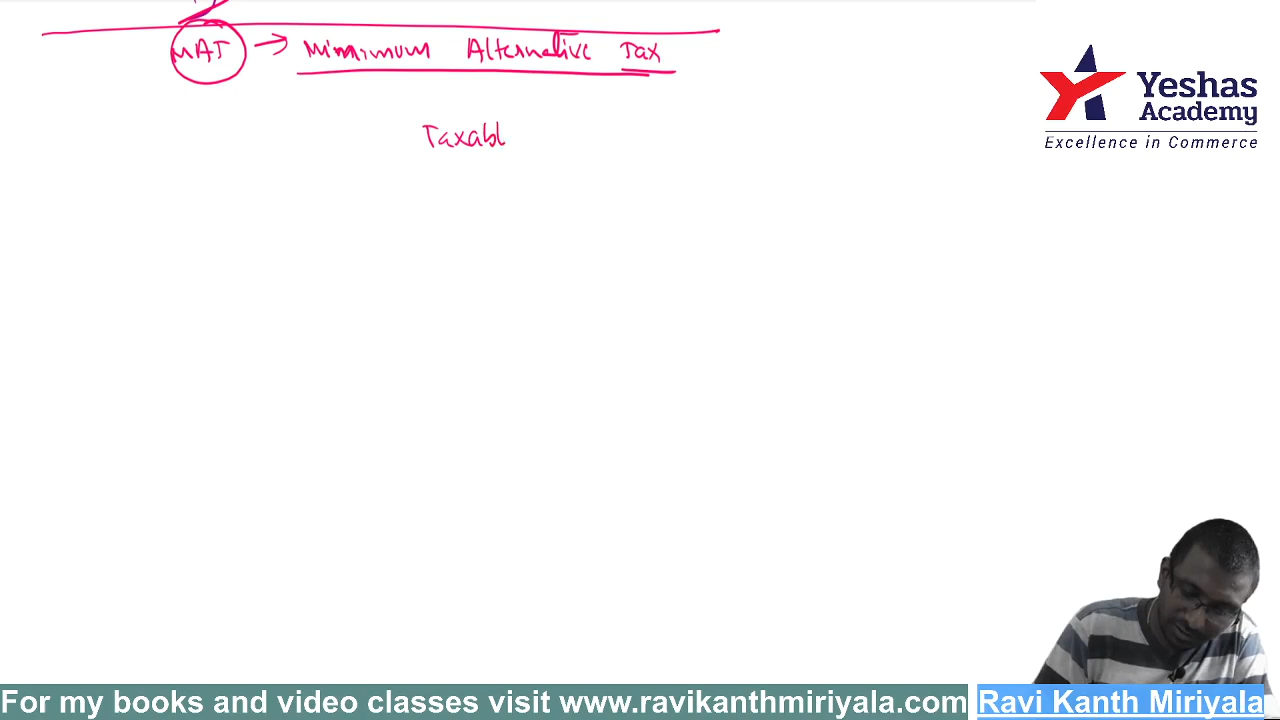 MAT → Minimum Alternative Tax
Taxabl
Yeshas
Academy
Excellence in Commerce
For my books and video classes visit www.ravikanthmiriyala.com Ravi Kanth Miriyala